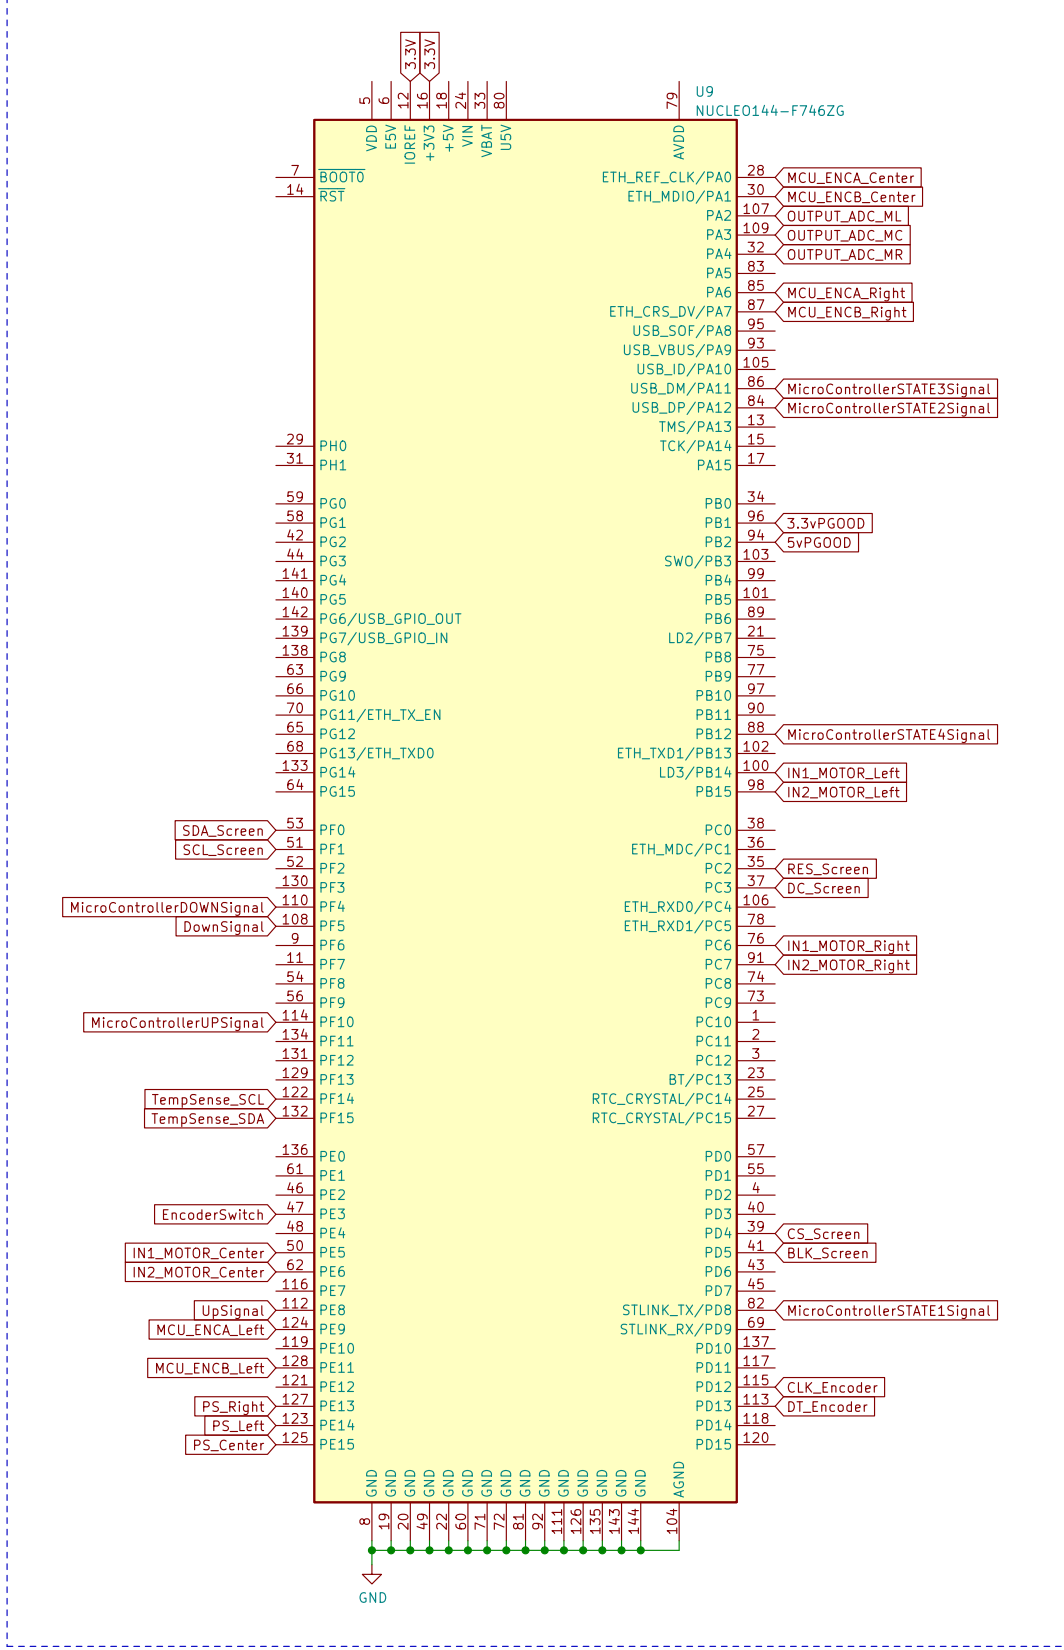 3.3V 3.3V
5 6 12 16 18 24 33 80 79
U9
NUCLEO144-F746ZG
VDD E5V IOREF +3V3 +5V VIN VBAT U5V AVDD
7 BOOT0 ETH_REF_CLK/PA0 28 MCU_ENCA_Center
14 RST ETH_MDIO/PA1 30 MCU_ENCB_Center
PA2 107 OUTPUT_ADC_ML
PA3 109 OUTPUT_ADC_MC
PA4 32 OUTPUT_ADC_MR
PA5 83
PA6 85 MCU_ENCA_Right
ETH_CRS_DV/PA7 87 MCU_ENCB_Right
USB_SOF/PA8 95
USB_VBUS/PA9 93
USB_ID/PA10 105
USB_DM/PA11 86 MicroControllerSTATE3Signal
USB_DP/PA12 84 MicroControllerSTATE2Signal
TMS/PA13 13
29 PH0 TCK/PA14 15
31 PH1 PA15 17
59 PG0 PB0 34
58 PG1 PB1 96 3.3vPGOOD
42 PG2 PB2 94 5vPGOOD
44 PG3 SWO/PB3 103
141 PG4 PB4 99
140 PG5 PB5 101
142 PG6/USB_GPIO_OUT PB6 89
139 PG7/USB_GPIO_IN LD2/PB7 21
138 PG8 PB8 75
63 PG9 PB9 77
66 PG10 PB10 97
70 PG11/ETH_TX_EN PB11 90
65 PG12 PB12 88 MicroControllerSTATE4Signal
68 PG13/ETH_TXD0 ETH_TXD1/PB13 102
133 PG14 LD3/PB14 100 IN1_MOTOR_Left
64 PG15 PB15 98 IN2_MOTOR_Left
SDA_Screen 53 PF0 PC0 38
SCL_Screen 51 PF1 ETH_MDC/PC1 36
52 PF2 PC2 35 RES_Screen
130 PF3 PC3 37 DC_Screen
MicroControllerDOWNSignal 110 PF4 ETH_RXD0/PC4 106
DownSignal 108 PF5 ETH_RXD1/PC5 78
9 PF6 PC6 76 IN1_MOTOR_Right
11 PF7 PC7 91 IN2_MOTOR_Right
54 PF8 PC8 74
56 PF9 PC9 73
MicroControllerUPSignal 114 PF10 PC10 1
134 PF11 PC11 2
131 PF12 PC12 3
129 PF13 BT/PC13 23
TempSense_SCL 122 PF14 RTC_CRYSTAL/PC14 25
TempSense_SDA 132 PF15 RTC_CRYSTAL/PC15 27
136 PE0 PD0 57
61 PE1 PD1 55
46 PE2 PD2 4
EncoderSwitch 47 PE3 PD3 40
48 PE4 PD4 39 CS_Screen
IN1_MOTOR_Center 50 PE5 PD5 41 BLK_Screen
IN2_MOTOR_Center 62 PE6 PD6 43
116 PE7 PD7 45
UpSignal 112 PE8 STLINK_TX/PD8 82 MicroControllerSTATE1Signal
MCU_ENCA_Left 124 PE9 STLINK_RX/PD9 69
119 PE10 PD10 137
MCU_ENCB_Left 128 PE11 PD11 117
121 PE12 PD12 115 CLK_Encoder
PS_Right 127 PE13 PD13 113 DT_Encoder
PS_Left 123 PE14 PD14 118
PS_Center 125 PE15 PD15 120
GND GND GND GND GND GND GND GND GND GND GND GND GND GND GND AGND
8 19 20 49 22 60 71 72 81 92 111 126 135 143 144 104
GND